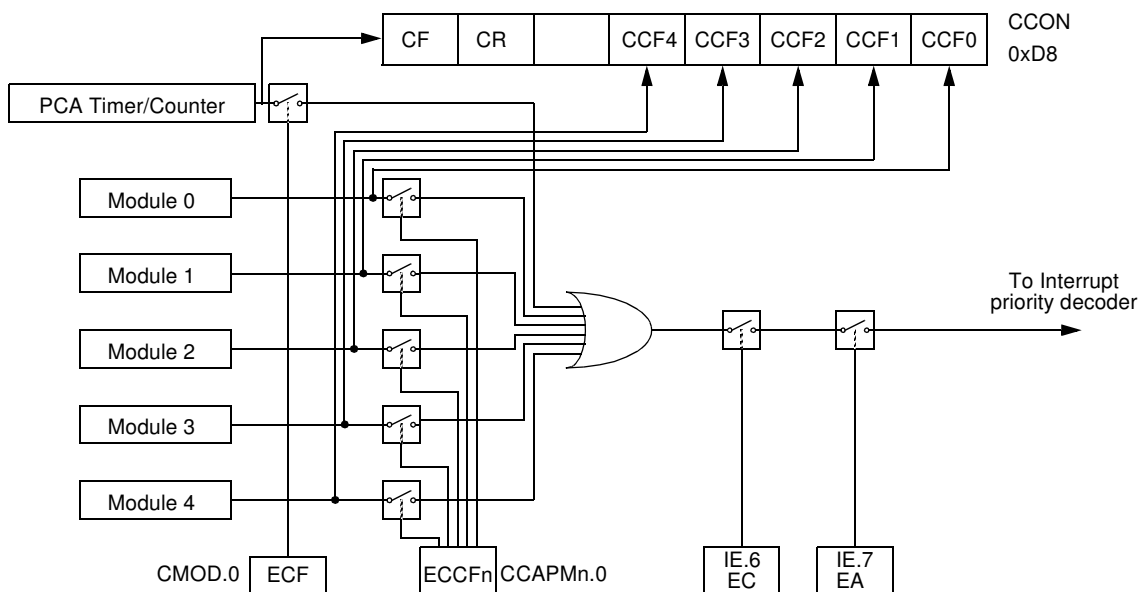 CF CR CCF4 CCF3 CCF2 CCF1 CCF0
CCON
0xD8
PCA Timer/Counter
Module 0
Module 1
Module 2
Module 3
Module 4
To Interrupt
priority decoder
CMOD.0 ECF
ECCFn CCAPMn.0
IE.6
EC
IE.7
EA